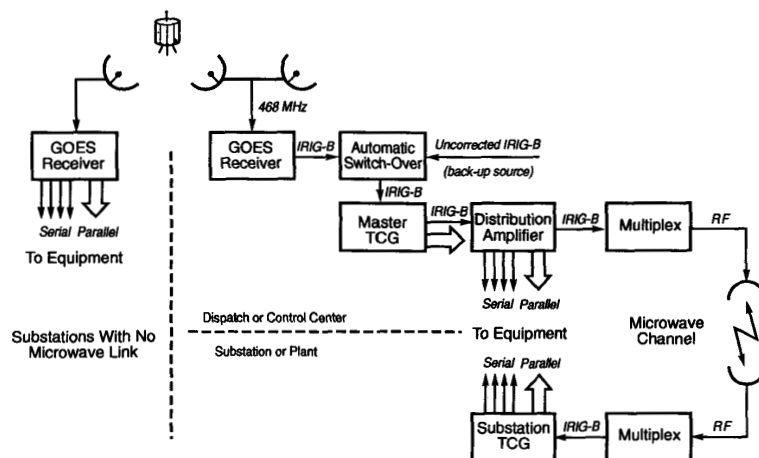 468 MHz
GOES
Receiver
GOES
Receiver
IRIG-B
Automatic
Switch-Over
Uncorrected IRIG-B
(back-up source)
IRIG-B
Serial Parallel
To Equipment
Master
TCG
IRIG-B
Distribution
Amplifier
IRIG-B
Multiplex
RF
Serial Parallel
To Equipment
Dispatch or Control Center
Substations With No
Microwave Link
Substation or Plant
Microwave
Channel
Serial Parallel
Substation
TCG
IRIG-B
Multiplex
RF